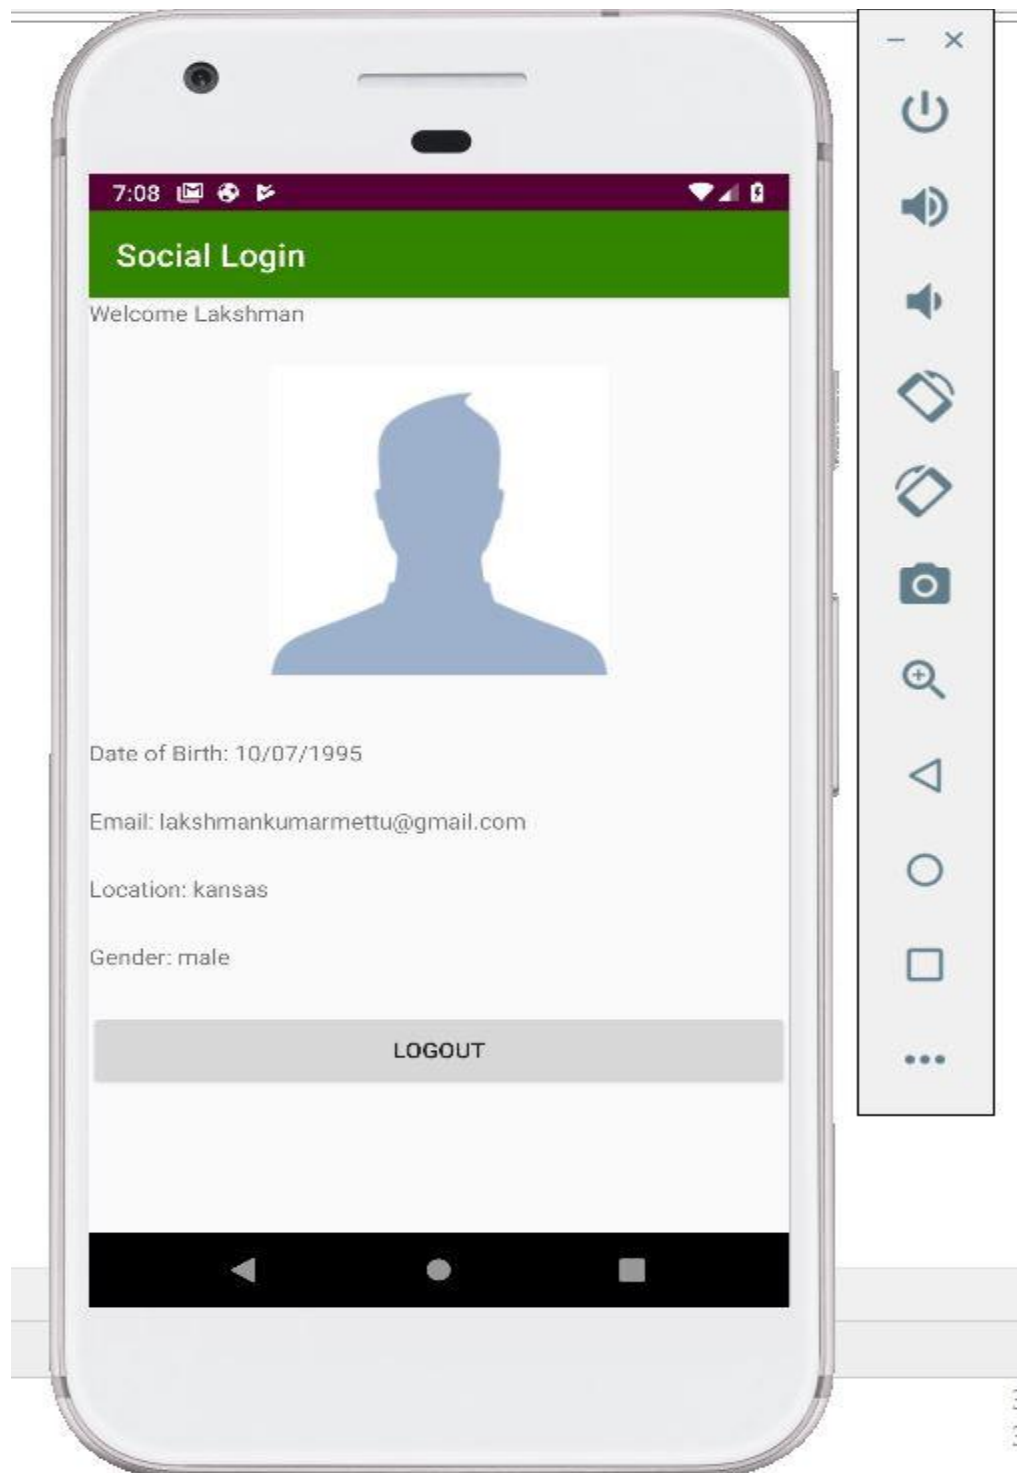 7:08
Social Login
Welcome Lakshman
Date of Birth: 10/07/1995
Email: lakshmankumarmettu@gmail.com
Location: kansas
Gender: male
LOGOUT